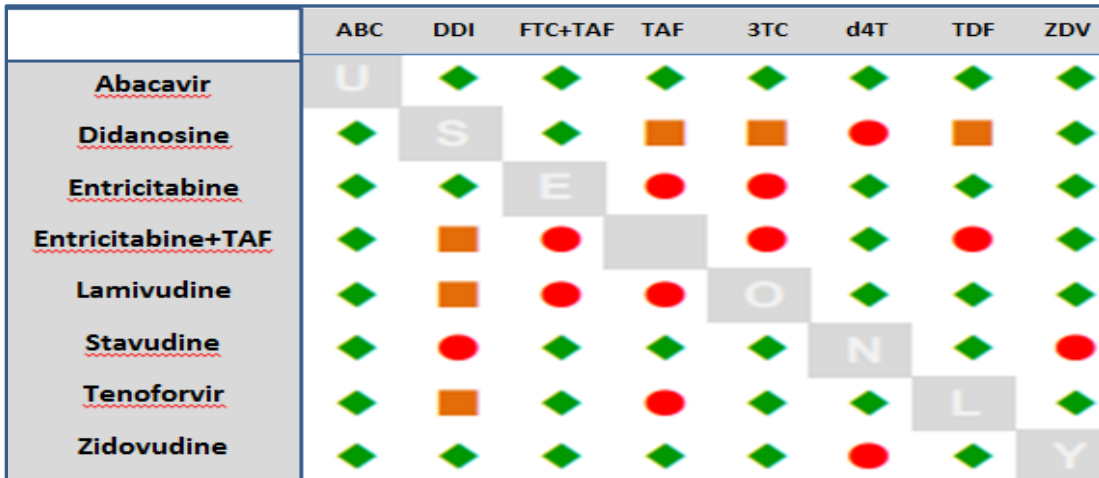 ABC DDI FTC+TAF TAF 3TC d4T TDF ZDV
Abacavir U
Didanosine S
Entricitabine E
Entricitabine+TAF
Lamivudine O
Stavudine N
Tenoforvir L
Zidovudine Y